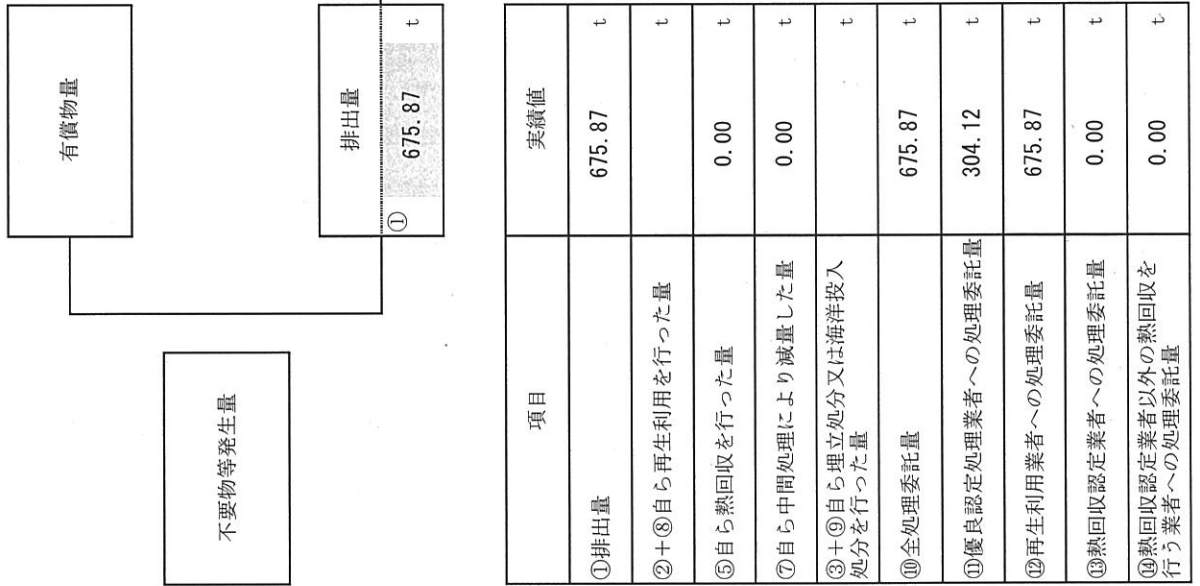 不要物等発生量
有償物量
排出量
① 675.87 t
項目 実績値
①排出量 675.87 t
②+⑧自ら再生利用を行った量 t
⑤自ら熱回収を行った量 0.00 t
⑦自ら中間処理により減量した量 0.00 t
③+⑨自ら埋立処分又は海洋投入
処分を行った量 t
⑩全処理委託量 675.87 t
⑪優良認定処理業者への処理委託量 304.12 t
⑫再生利用業者への処理委託量 675.87 t
⑬熱回収認定業者への処理委託量 0.00 t
⑭熱回収認定業者以外の熱回収を
行う業者への処理委託量 0.00 t